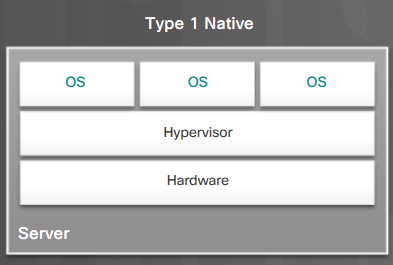 Type 1 Native
OS OS OS
Hypervisor
Hardware
Server